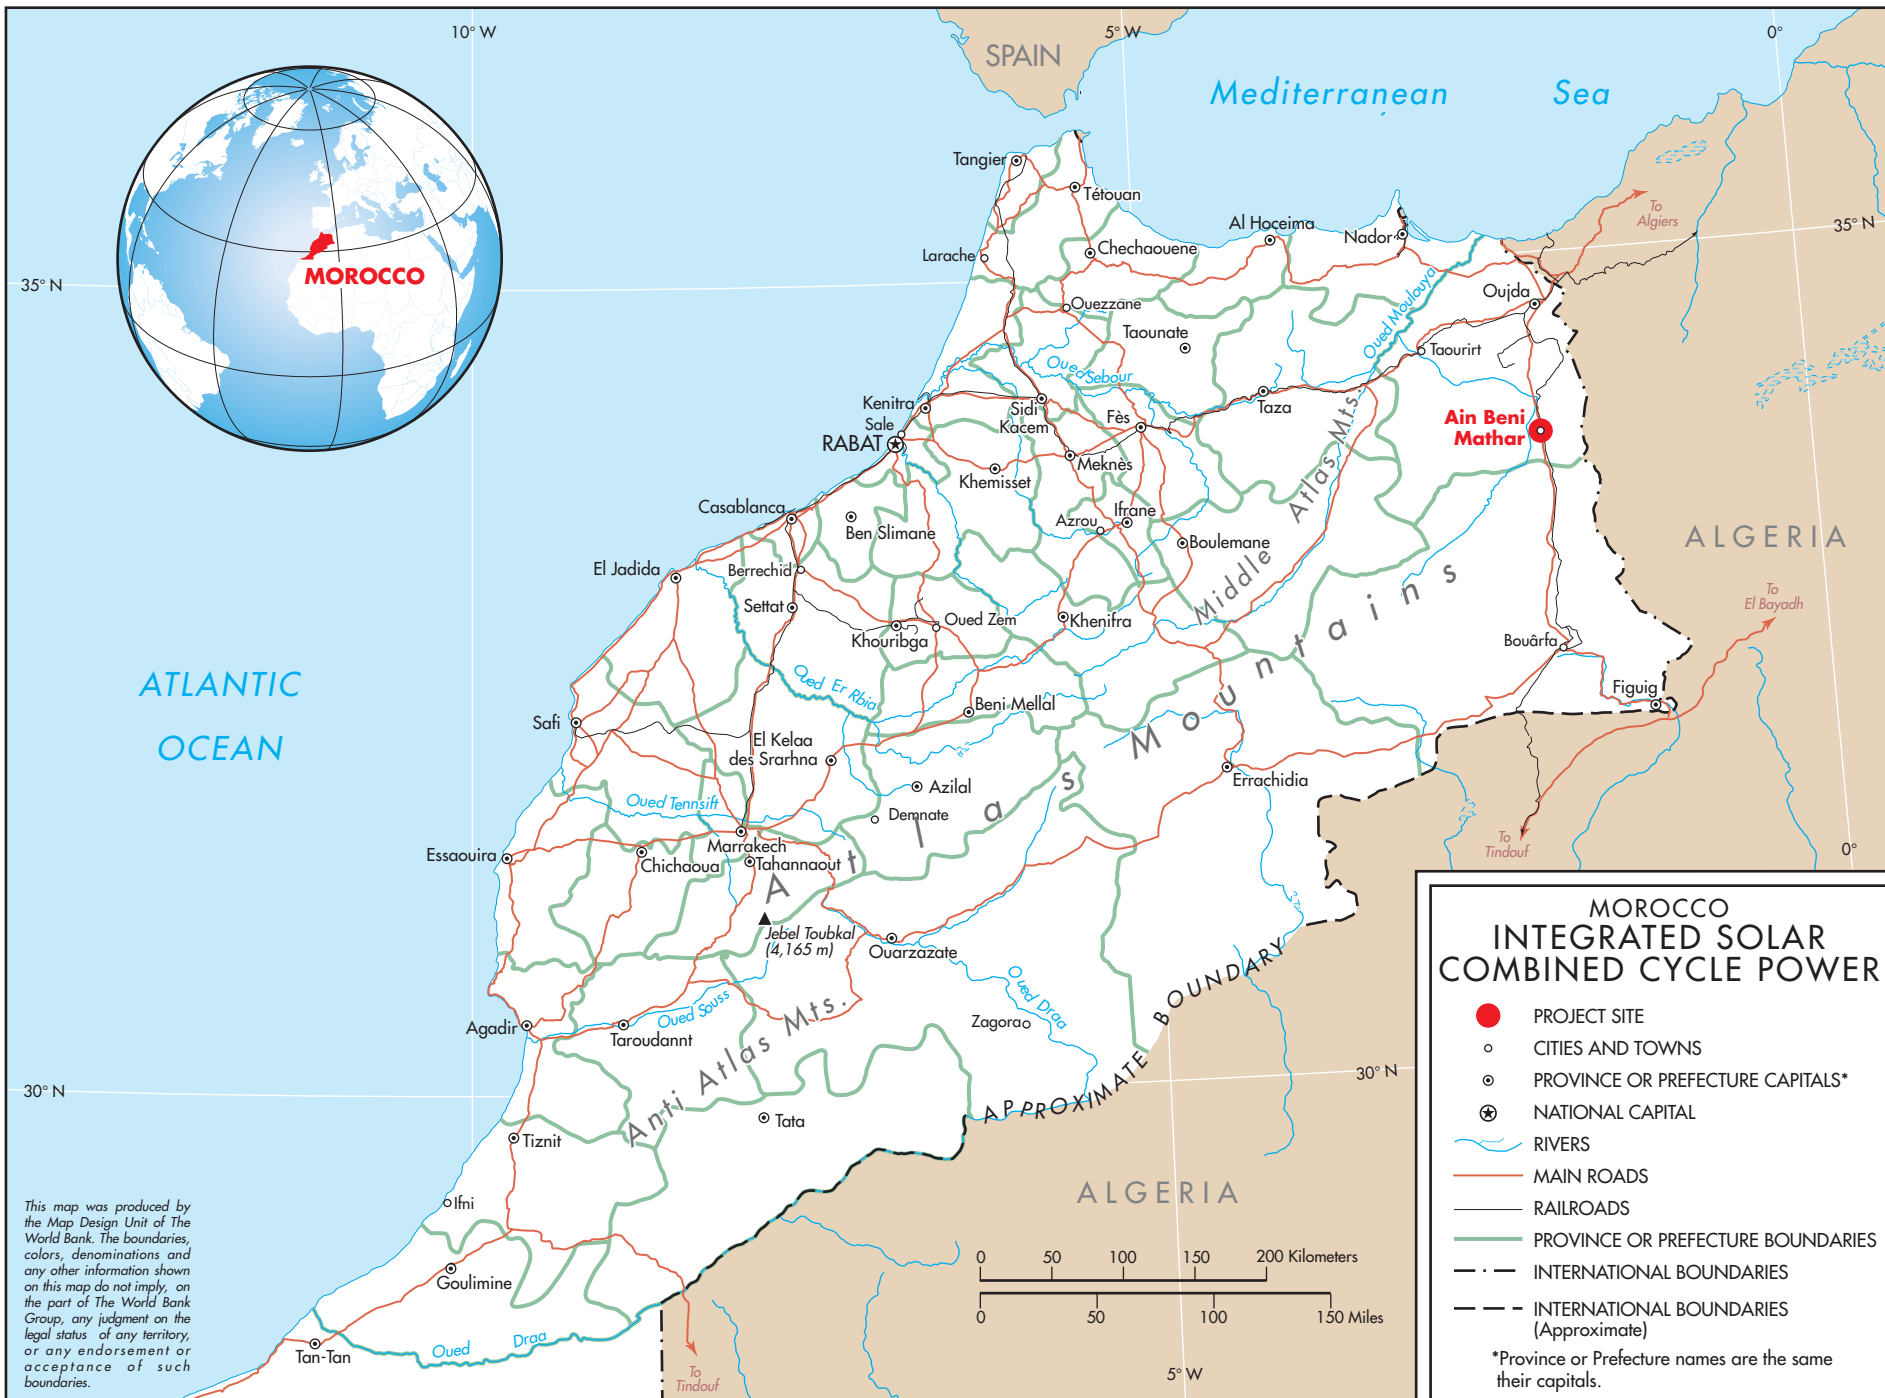 10° W
5° W
0°
SPAIN
Mediterranean Sea
Tangier
Tétouan
To
Algiers
35° N
Al Hoceima
Nador
Chechaouene
Larache
MOROCCO
35° N
Oued Moulouya
Oujda
Ouezzane
Taounate
Taourirt
Oued Sebour
Kenitra
Sale
RABAT
Sidi
Kacem
Fès
Taza
Ain Beni
Mathar
Meknès
Khemisset
Casablanca
Ben Slimane
Azrou
Ifrane
Boulemane
Middle Atlas Mts.
ALGERIA
El Jadida
Berrechid
Settat
Khouribga
Oued Zem
Khenifra
To
El Bayadh
Bouârfa
Figuig
ATLANTIC
OCEAN
Oued Er Rbia
Beni Mellal
Safi
El Kelaa
des Srarhna
Azilal
Errachidia
Demnate
Oued Tennsift
Atlas Mountains
Essaouira
Marrakech
Chichaoua
Tahannaout
To
Tindouf
0°
Jebel Toubkal
(4,165 m)
Ouarzazate
Oued Draa
Oued Souss
Agadir
Taroudannt
Zagora
Anti Atlas Mts.
APPROXIMATE BOUNDARY
30° N
30° N
Tata
Tiznit
Ifni
ALGERIA
Goulimine
Oued Draa
Tan-Tan
To
Tindouf
5° W
0 50 100 150 200 Kilometers
0 50 100 150 Miles
This map was produced by
the Map Design Unit of The
World Bank. The boundaries,
colors, denominations and
any other information shown
on this map do not imply, on
the part of The World Bank
Group, any judgment on the
legal status of any territory,
or any endorsement or
acceptance of such
boundaries.
MOROCCO
INTEGRATED SOLAR
COMBINED CYCLE POWER
PROJECT SITE
CITIES AND TOWNS
PROVINCE OR PREFECTURE CAPITALS*
NATIONAL CAPITAL
RIVERS
MAIN ROADS
RAILROADS
PROVINCE OR PREFECTURE BOUNDARIES
INTERNATIONAL BOUNDARIES
INTERNATIONAL BOUNDARIES
(Approximate)
*Province or Prefecture names are the same
their capitals.